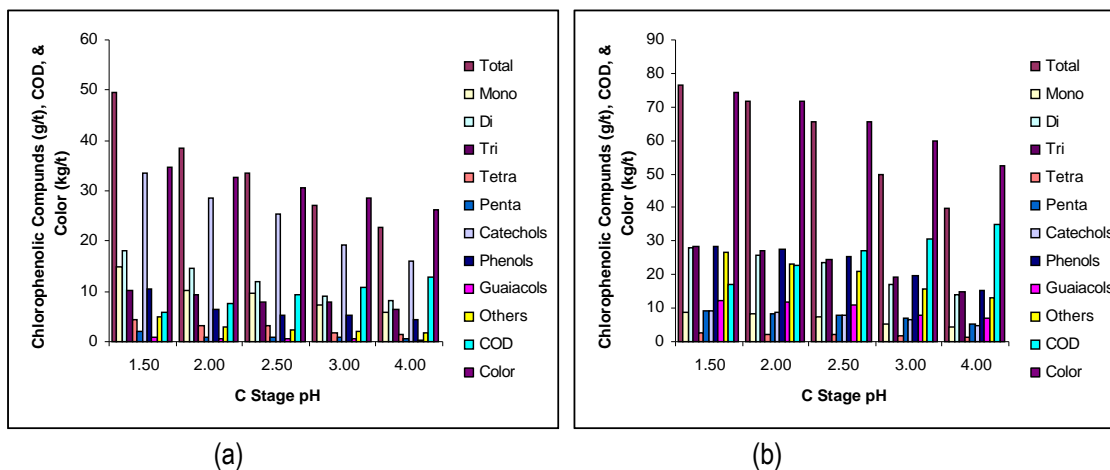 Chlorophenolic Compunds (g/t), COD, &
Color (kg/t)
60
50
40
30
20
10
0
1.50 2.00 2.50 3.00 4.00
C Stage pH
Total
Mono
Di
Tri
Tetra
Penta
Catechols
Phenols
Guaiacols
Others
COD
Color
(a)
Chlorophenolic Compunds (g/t), COD, &
Color (kg/t)
90
80
70
60
50
40
30
20
10
0
1.50 2.00 2.50 3.00 4.00
C Stage pH
Total
Mono
Di
Tri
Tetra
Penta
Catechols
Phenols
Guaiacols
Others
COD
Color
(b)